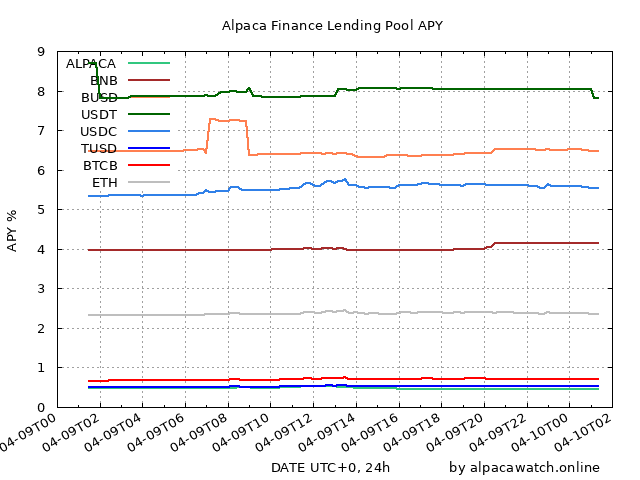 Alpaca Finance Lending Pool APY
APY %
9
8
7
6
5
4
3
2
1
0
ALPACA
BNB
BUSD
USDT
USDC
TUSD
BTCB
ETH
04-09T00
04-09T02
04-09T04
04-09T06
04-09T08
04-09T10
04-09T12
04-09T14
04-09T16
04-09T18
04-09T20
04-09T22
04-10T00
04-10T02
DATE UTC+0, 24h
by alpacawatch.online